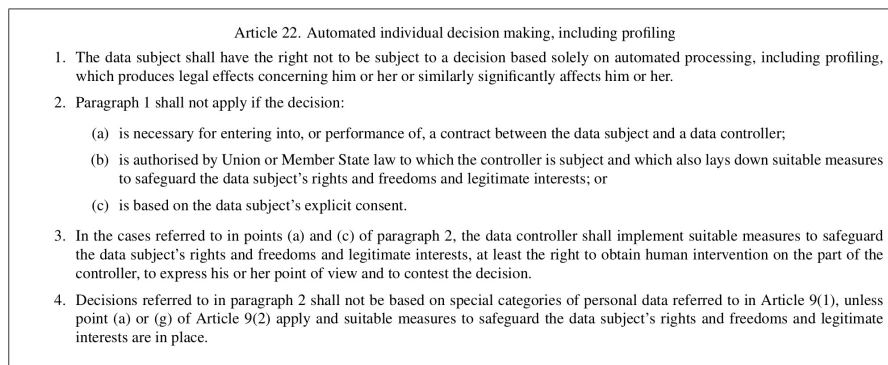 Article 22. Automated individual decision making, including profiling
1. The data subject shall have the right not to be subject to a decision based solely on automated processing, including profiling,
which produces legal effects concerning him or her or similarly significantly affects him or her.
2. Paragraph 1 shall not apply if the decision:
(a) is necessary for entering into, or performance of, a contract between the data subject and a data controller;
(b) is authorised by Union or Member State law to which the controller is subject and which also lays down suitable measures
to safeguard the data subject's rights and freedoms and legitimate interests; or
(c) is based on the data subject's explicit consent.
3. In the cases referred to in points (a) and (c) of paragraph 2, the data controller shall implement suitable measures to safeguard
the data subject's rights and freedoms and legitimate interests, at least the right to obtain human intervention on the part of the
controller, to express his or her point of view and to contest the decision.
4. Decisions referred to in paragraph 2 shall not be based on special categories of personal data referred to in Article 9(1), unless
point (a) or (g) of Article 9(2) apply and suitable measures to safeguard the data subject's rights and freedoms and legitimate
interests are in place.